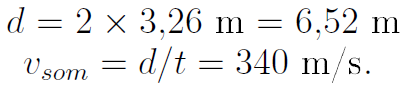 d = 2 × 3,26 m = 6,52 m
v_som = d/t = 340 m/s.